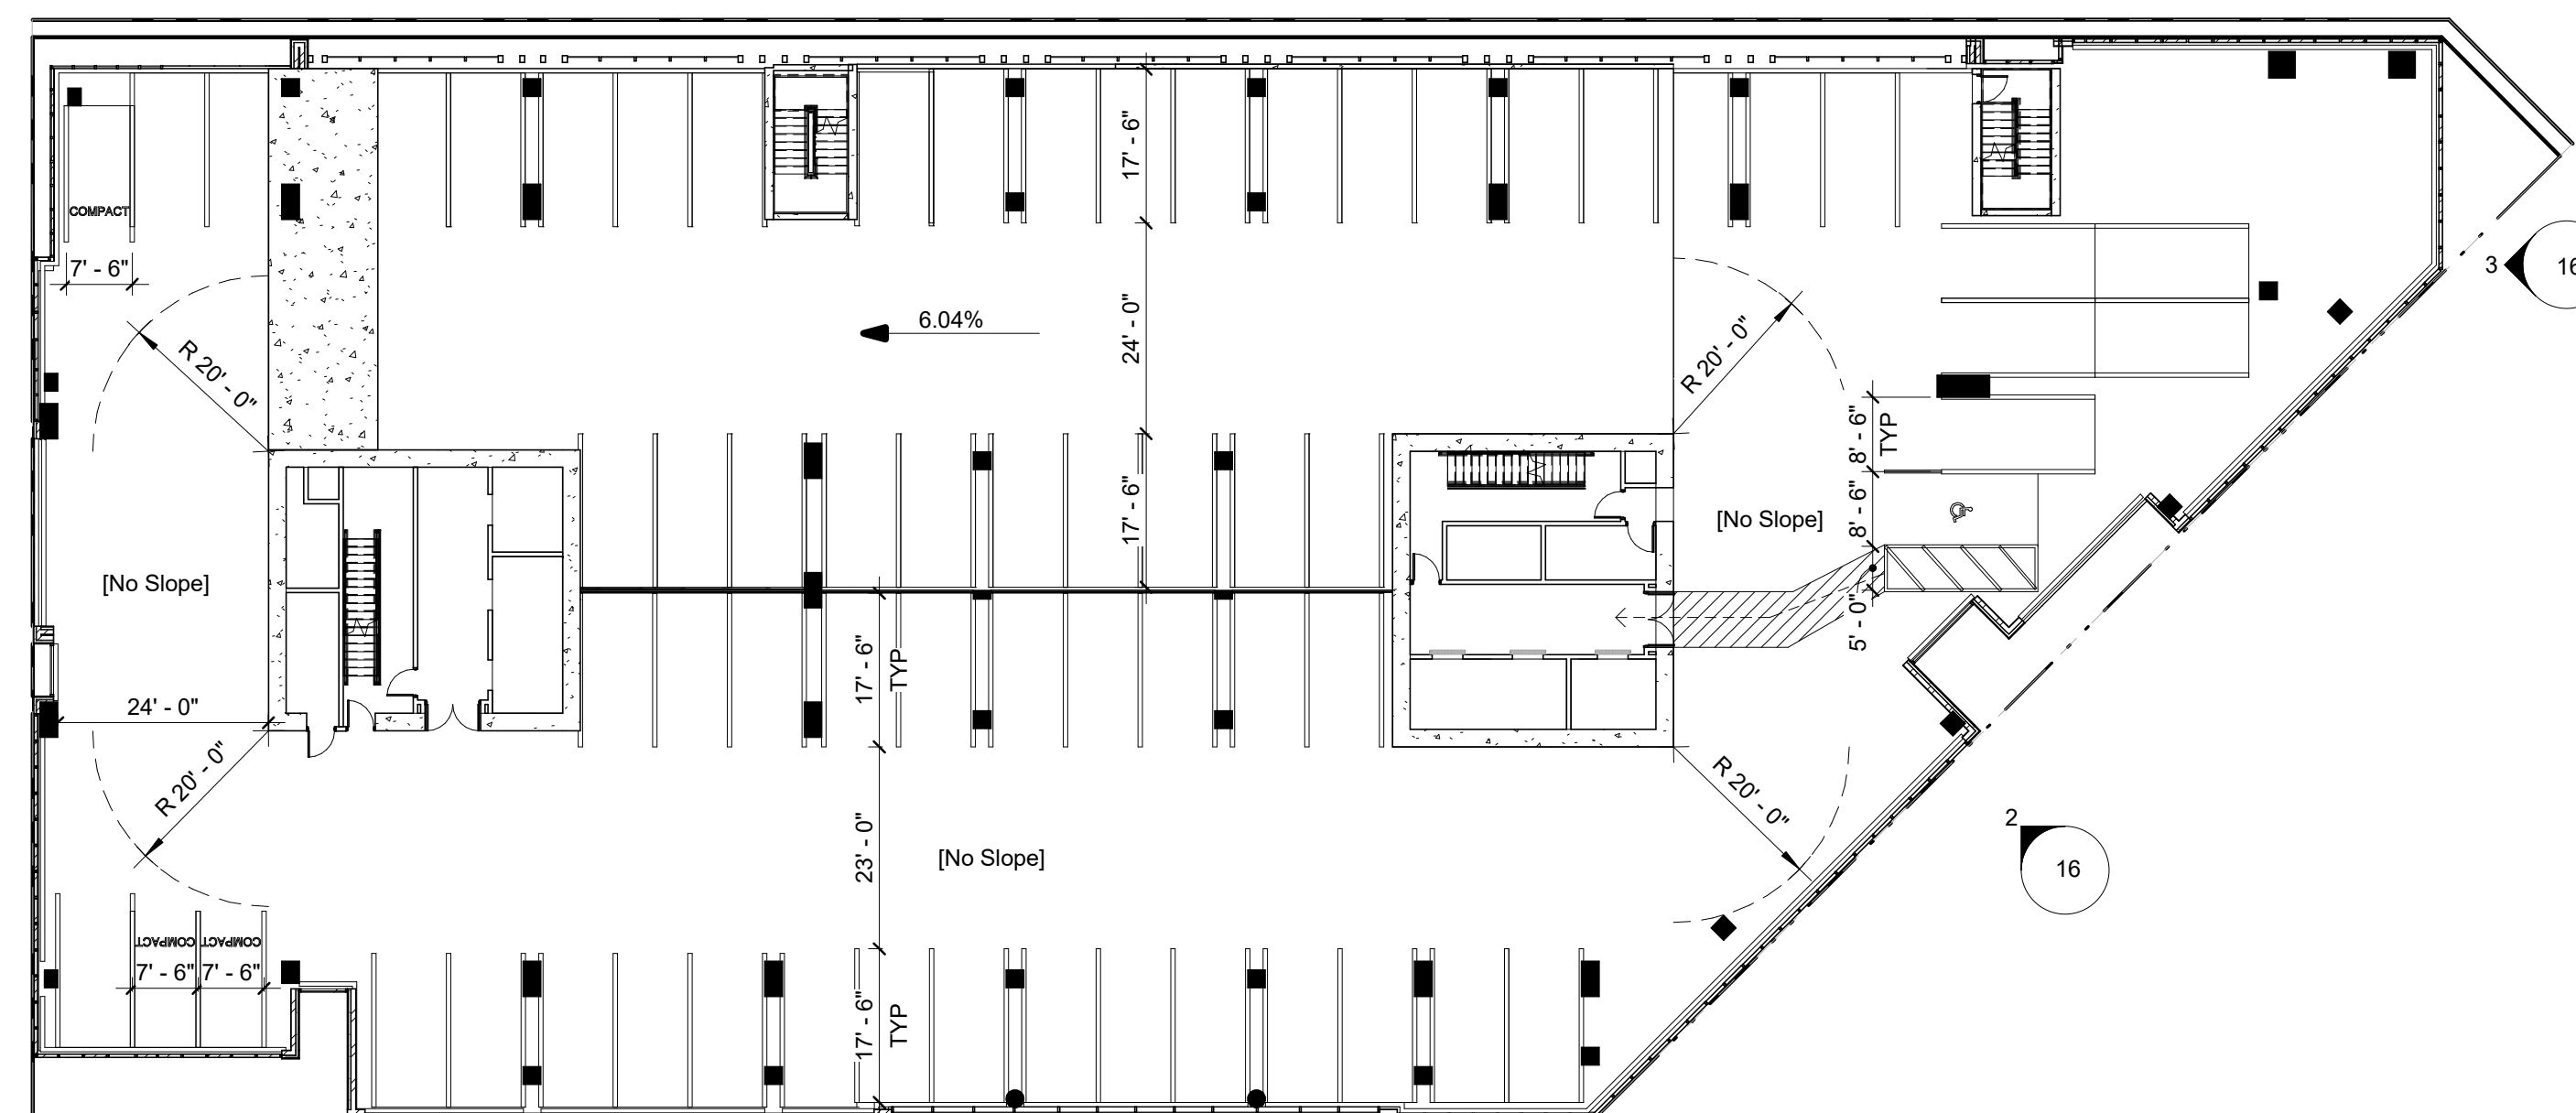 17' - 6"
COMPACT
7' - 6"
3
16
6.04%
24' - 0"
R 20' - 0"
R 20' - 0"
8' - 6"
TYP
17' - 6"
8' - 6"
[No Slope]
[No Slope]
5' - 0"
17' - 6"
TYP
24' - 0"
R 20' - 0"
R 20' - 0"
2
16
23' - 0"
[No Slope]
COMPACT
COMPACT
7' - 6"
7' - 6"
17' - 6"
TYP